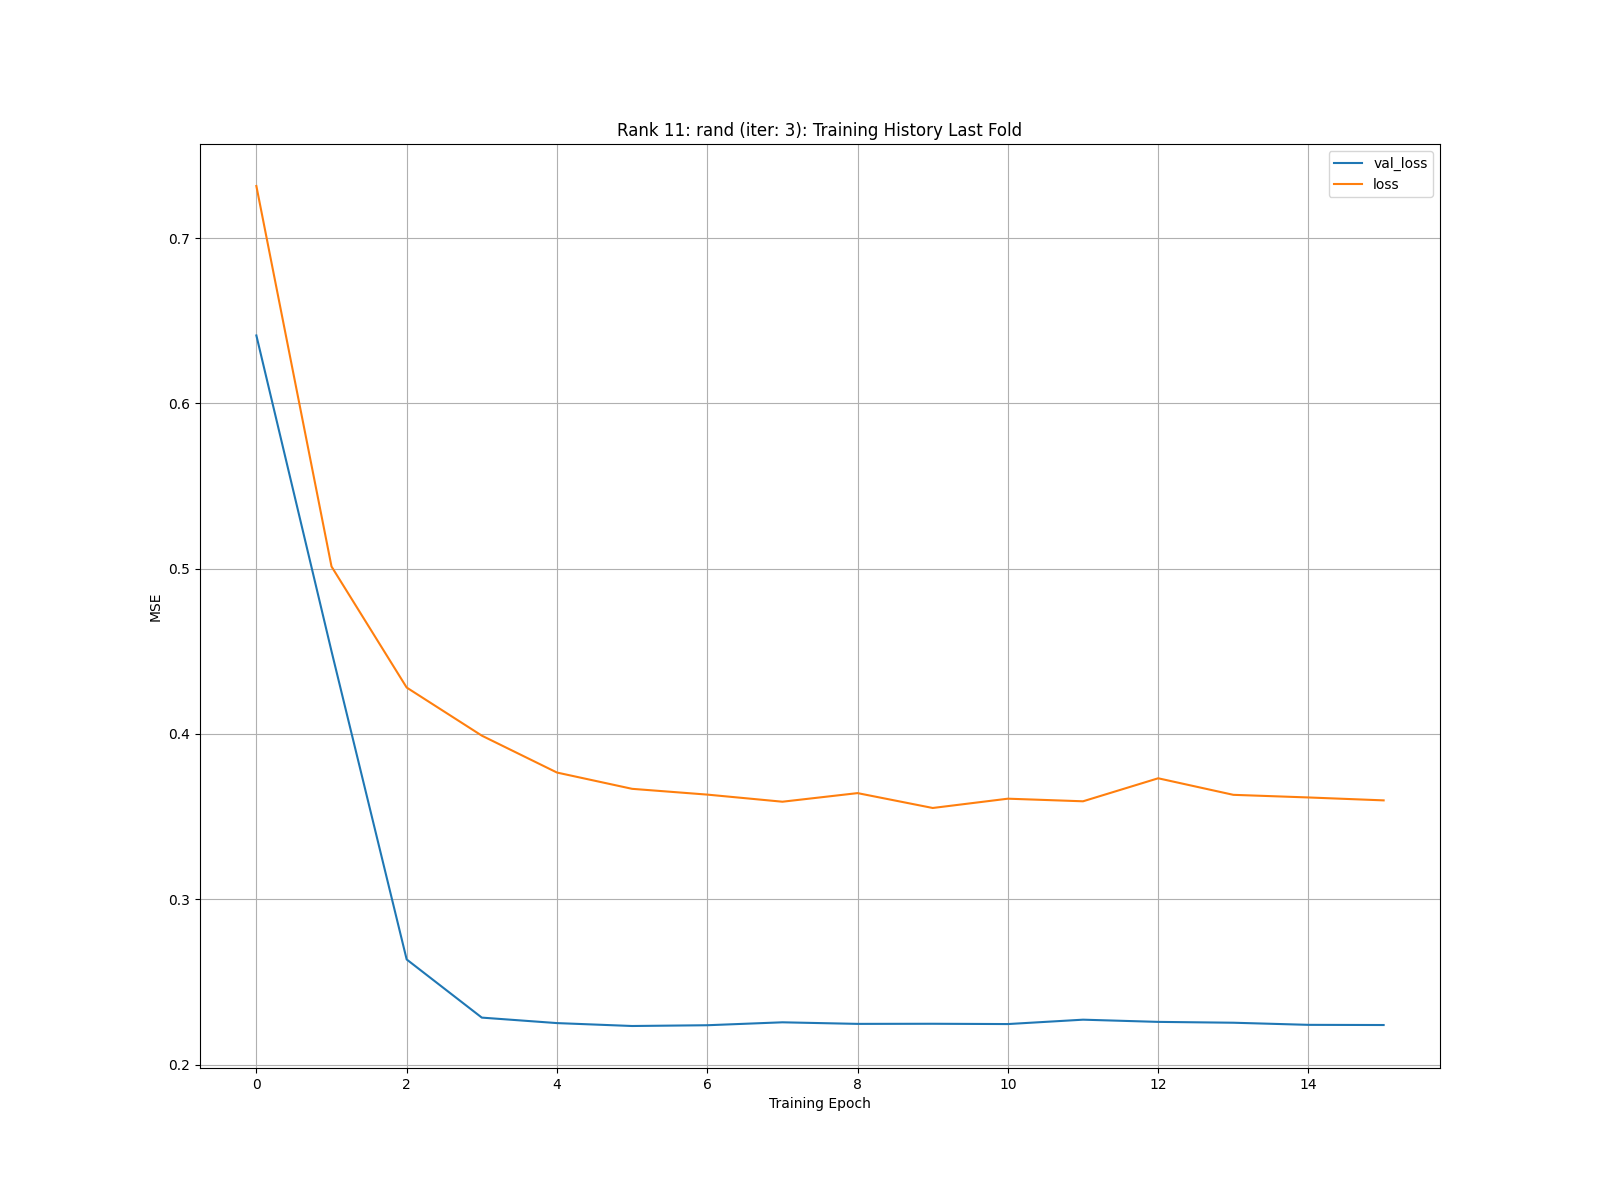 Rank 11: rand (iter: 3): Training History Last Fold
val_loss
loss
0.7
0.6
0.5
0.4
0.3
0.2
MSE
0 2 4 6 8 10 12 14
Training Epoch